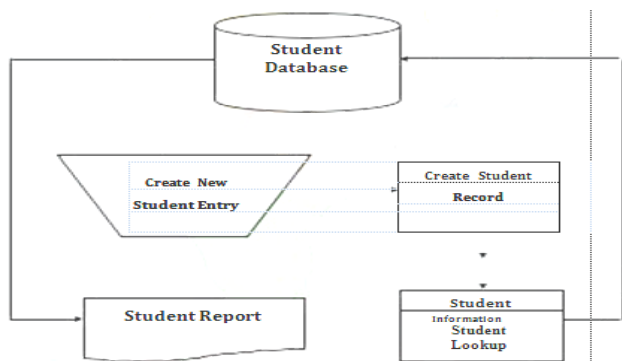 Student
Database
Create New
Student Entry
Create Student
Record
Student Report
Student
Information
Student
Lookup